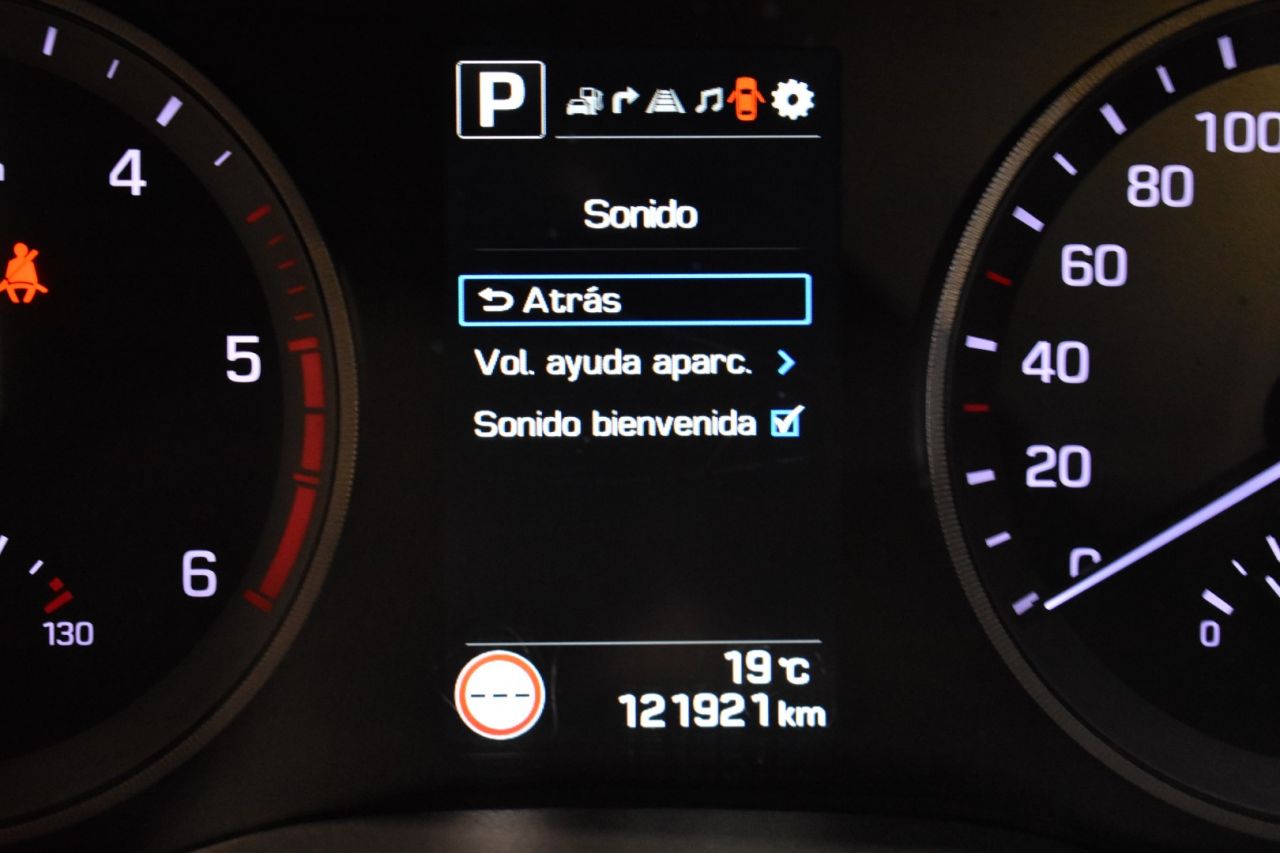 P
Sonido
Atrás
Vol. ayuda aparc.
Sonido bienvenida
19°C
121921 km
4
5
6
130
100
80
60
40
20
0
0